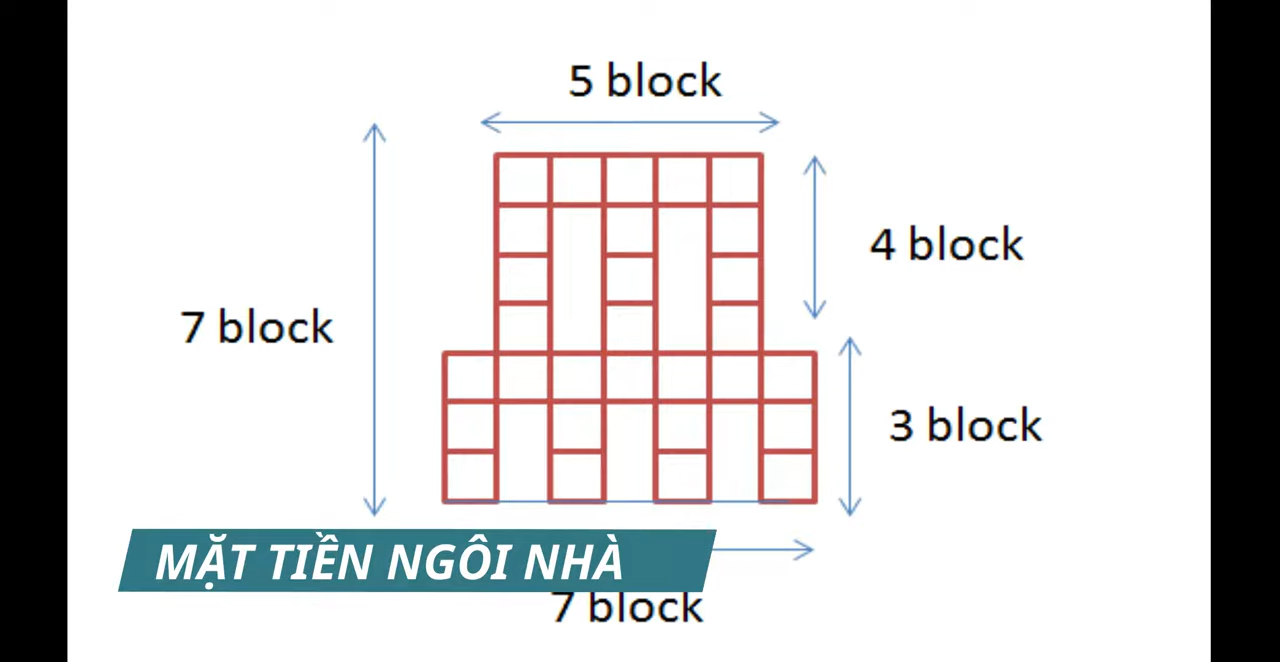 5 block
4 block
7 block
3 block
MẶT TIỀN NGÔI NHÀ
7 block